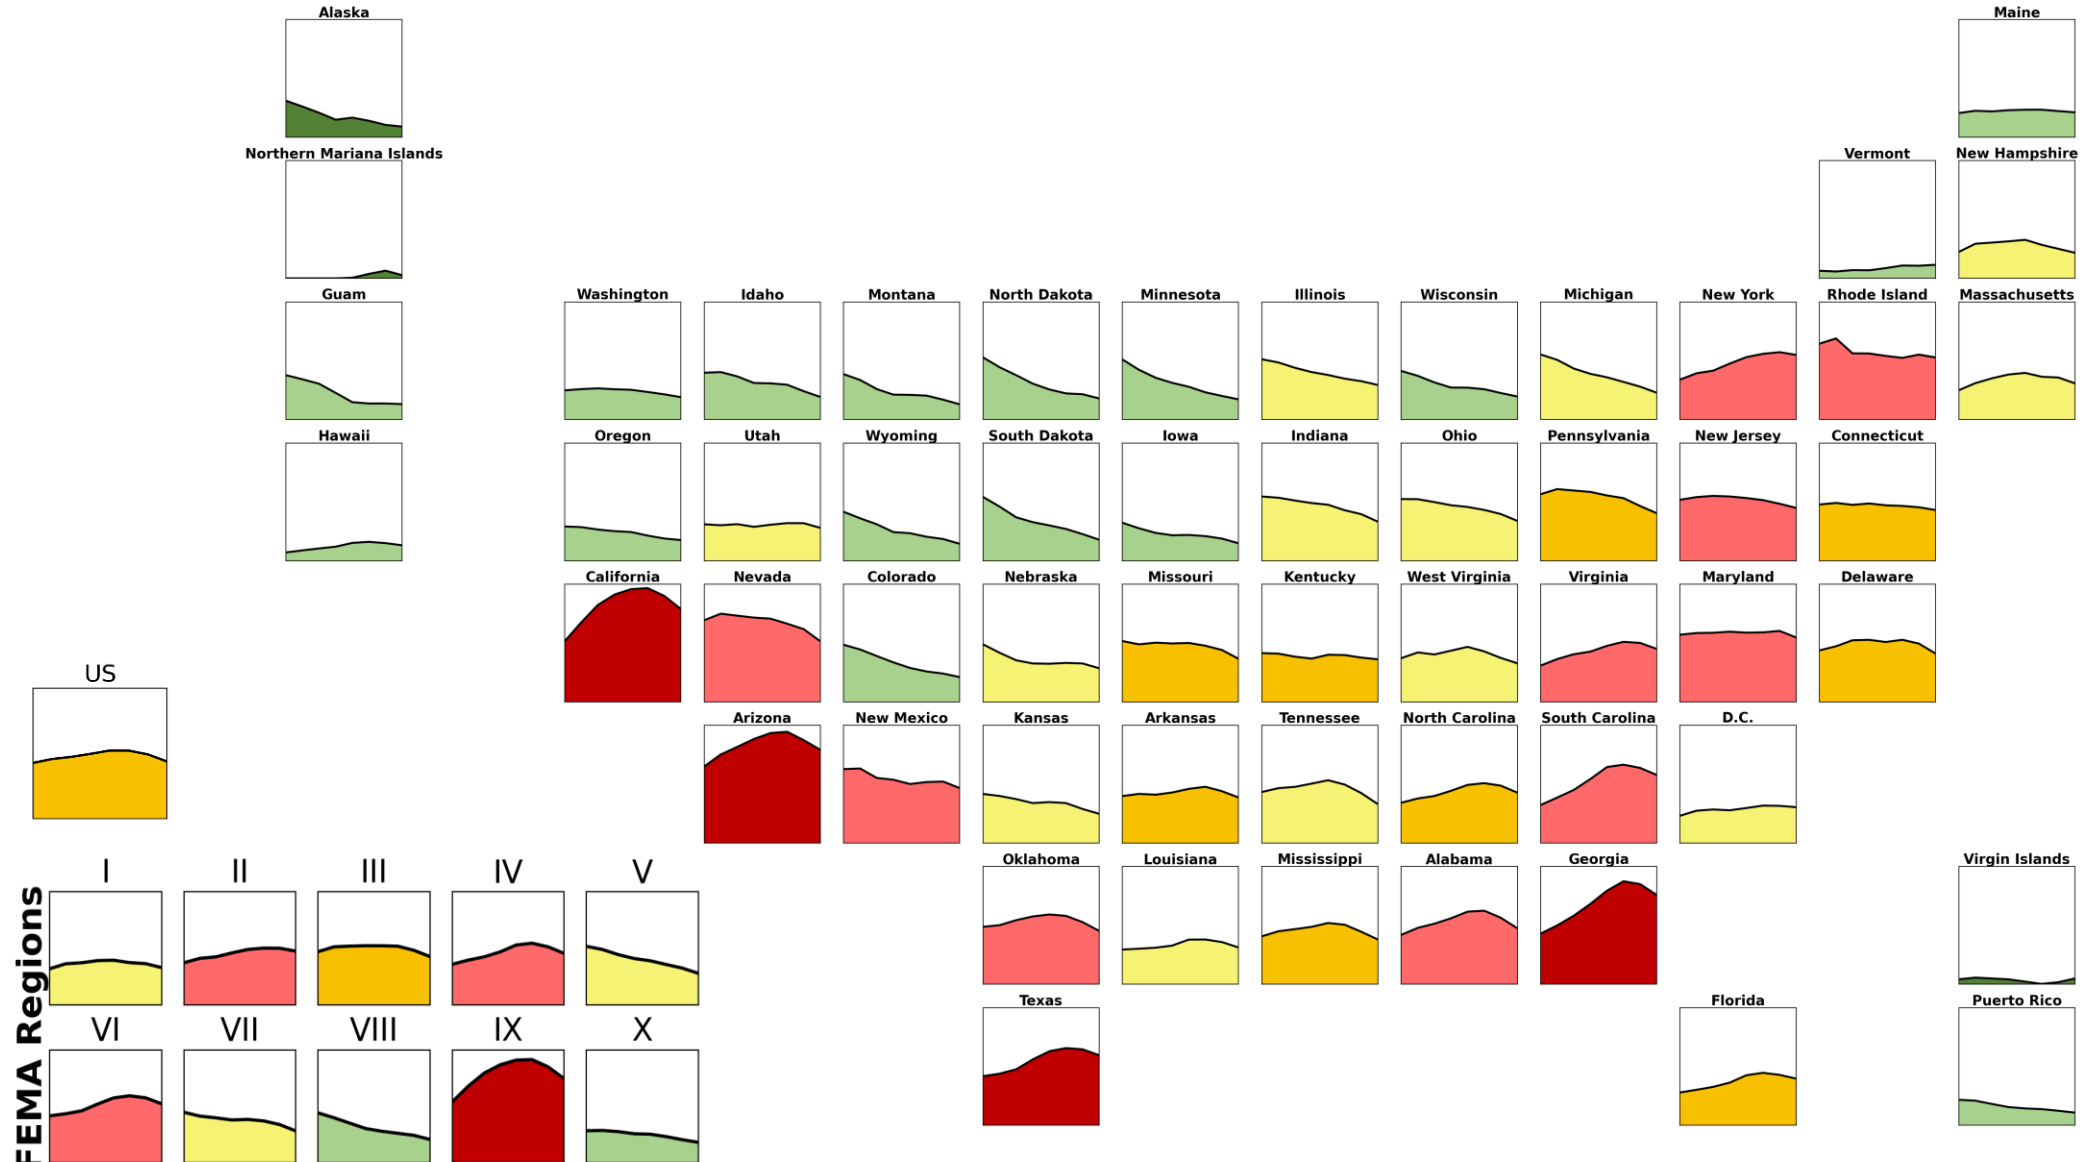 Alaska Maine
Northern Mariana Islands Vermont New Hampshire
Guam Washington Idaho Montana North Dakota Minnesota Illinois Wisconsin Michigan New York Rhode Island Massachusetts
Hawaii Oregon Utah Wyoming South Dakota Iowa Indiana Ohio Pennsylvania New Jersey Connecticut
California Nevada Colorado Nebraska Missouri Kentucky West Virginia Virginia Maryland Delaware
US
Arizona New Mexico Kansas Arkansas Tennessee North Carolina South Carolina D.C.
Oklahoma Louisiana Mississippi Alabama Georgia Virgin Islands
Texas Florida Puerto Rico
FEMA Regions
I II III IV V
VI VII VIII IX X